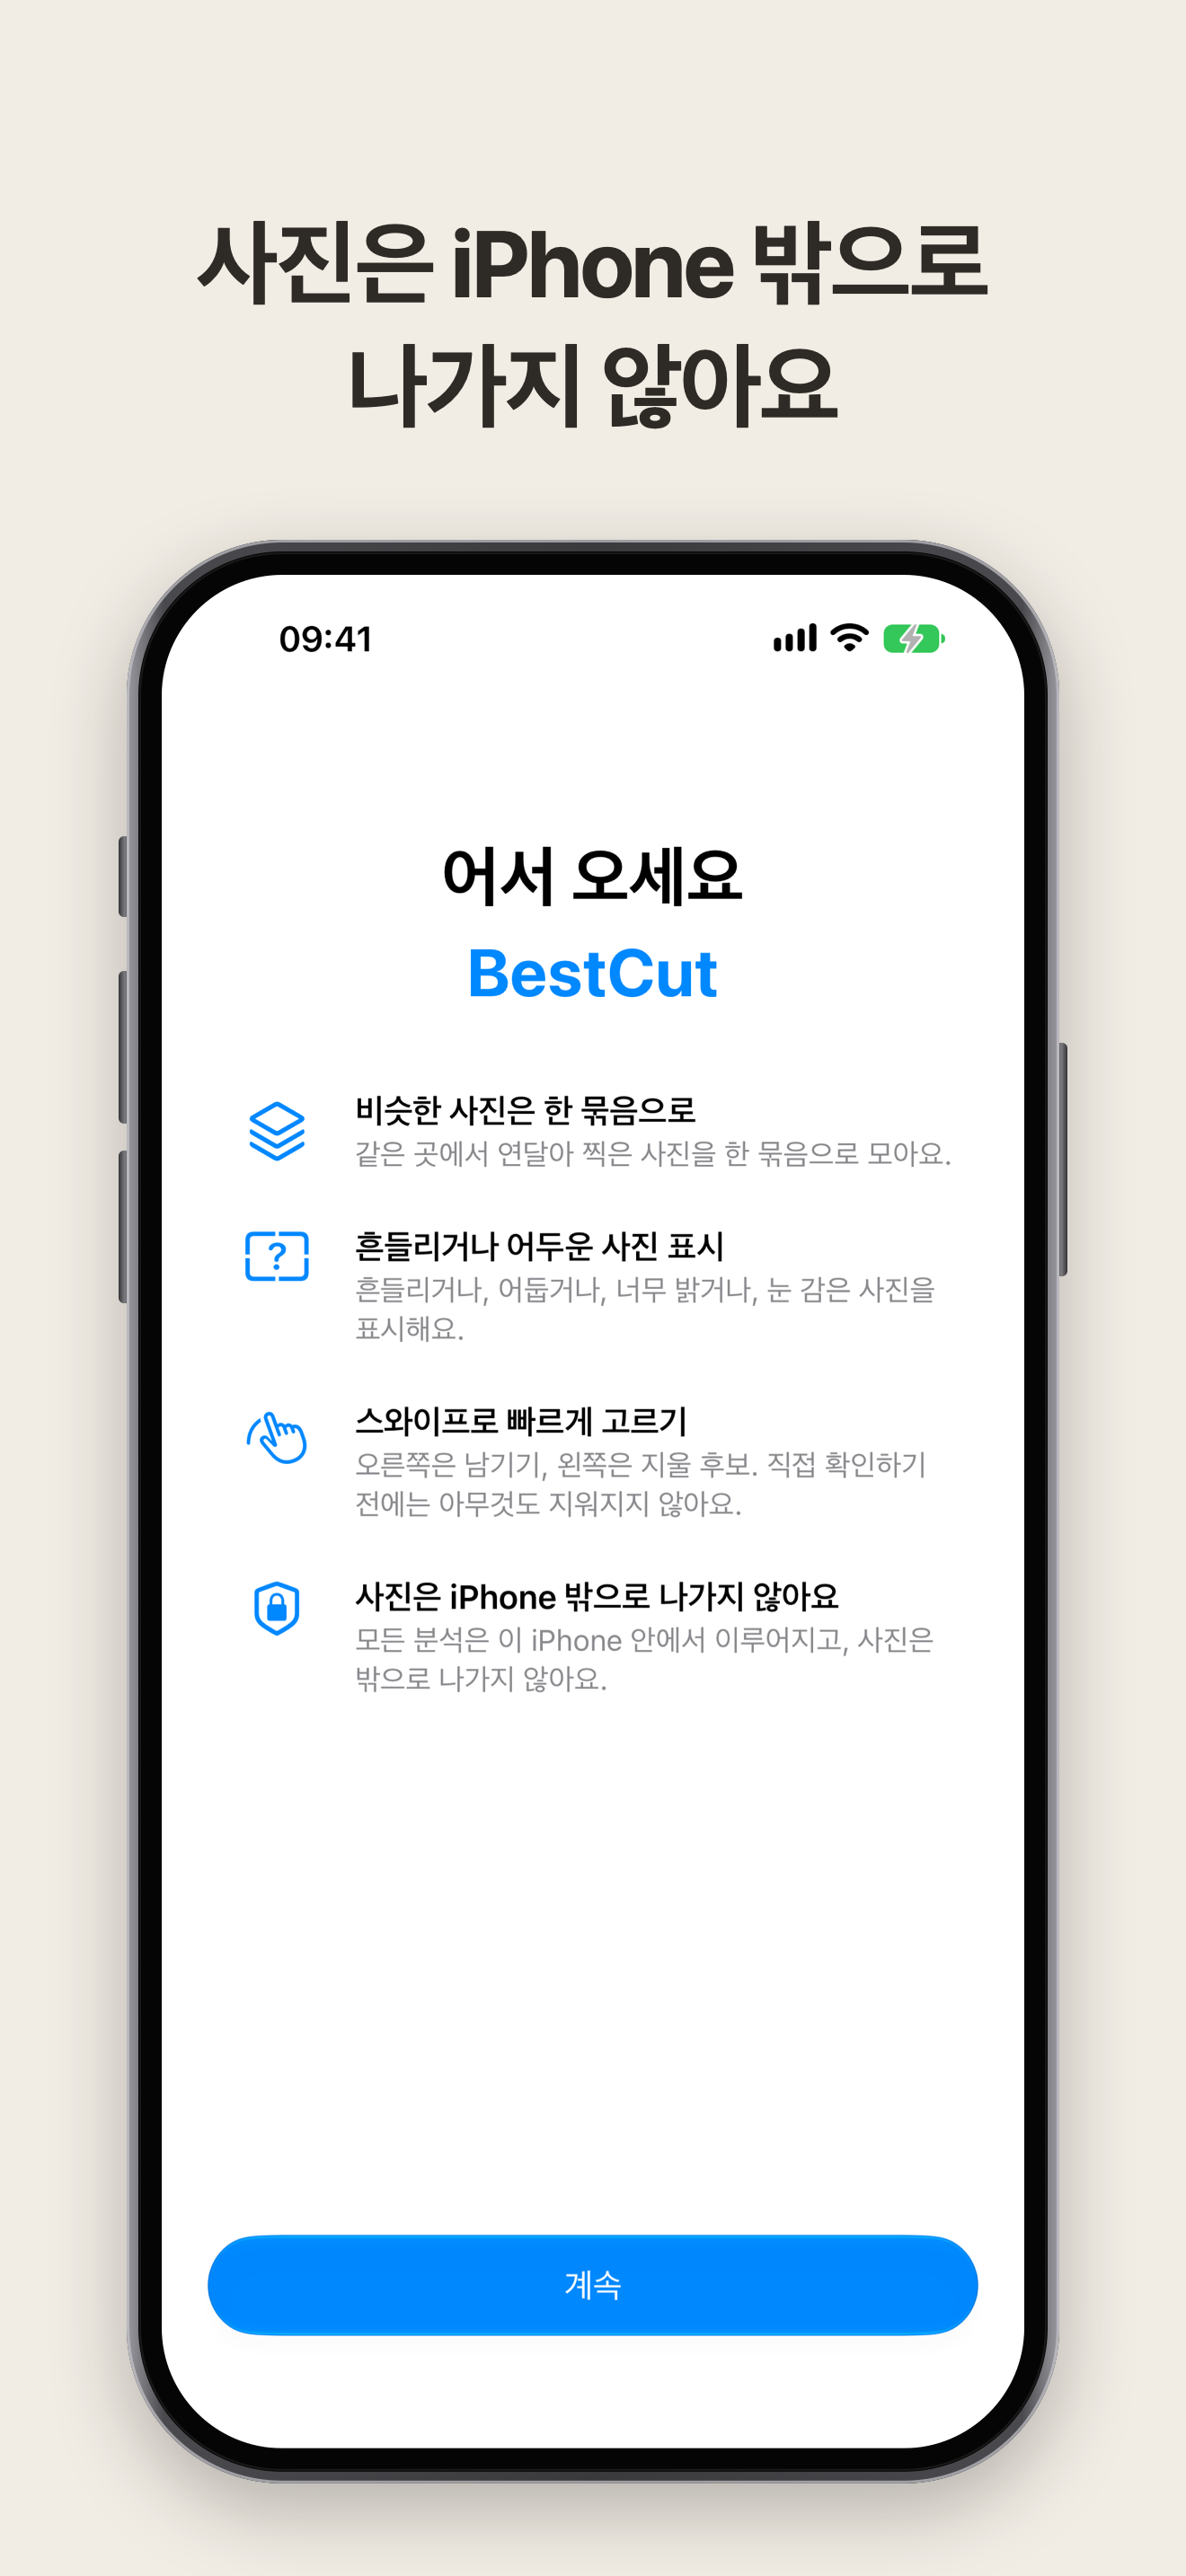 사진은 iPhone 밖으로
나가지 않아요
09:41
어서 오세요
BestCut
비슷한 사진은 한 묶음으로
같은 곳에서 연달아 찍은 사진을 한 묶음으로 모아요.
흔들리거나 어두운 사진 표시
흔들리거나, 어둡거나, 너무 밝거나, 눈 감은 사진을
표시해요.
스와이프로 빠르게 고르기
오른쪽은 남기기, 왼쪽은 지울 후보. 직접 확인하기
전에는 아무것도 지워지지 않아요.
사진은 iPhone 밖으로 나가지 않아요
모든 분석은 이 iPhone 안에서 이루어지고, 사진은
밖으로 나가지 않아요.
계속